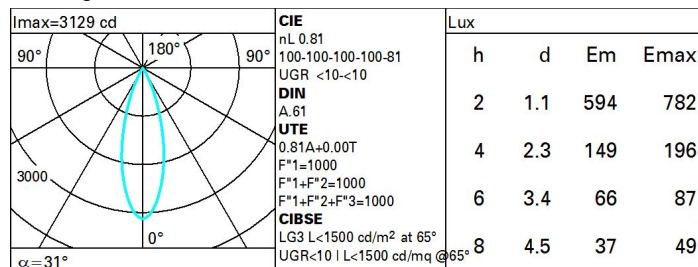 Imax=3129 cd
90°
180°
90°
3000
0°
α=31°
CIE
nL 0.81
100-100-100-100-81
UGR <10-<10
DIN
A.61
UTE
0.81A+0.00T
F"1=1000
F"1+F"2=1000
F"1+F"2+F"3=1000
CIBSE
LG3 L<1500 cd/m² at 65°
UGR<10 | L<1500 cd/mq @65°
Lux
h d Em Emax
2 1.1 594 782
4 2.3 149 196
6 3.4 66 87
8 4.5 37 49